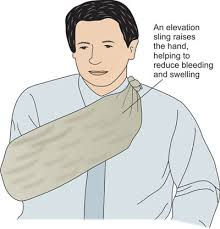 An elevation
sling raises
the hand,
helping to
reduce bleeding
and swelling